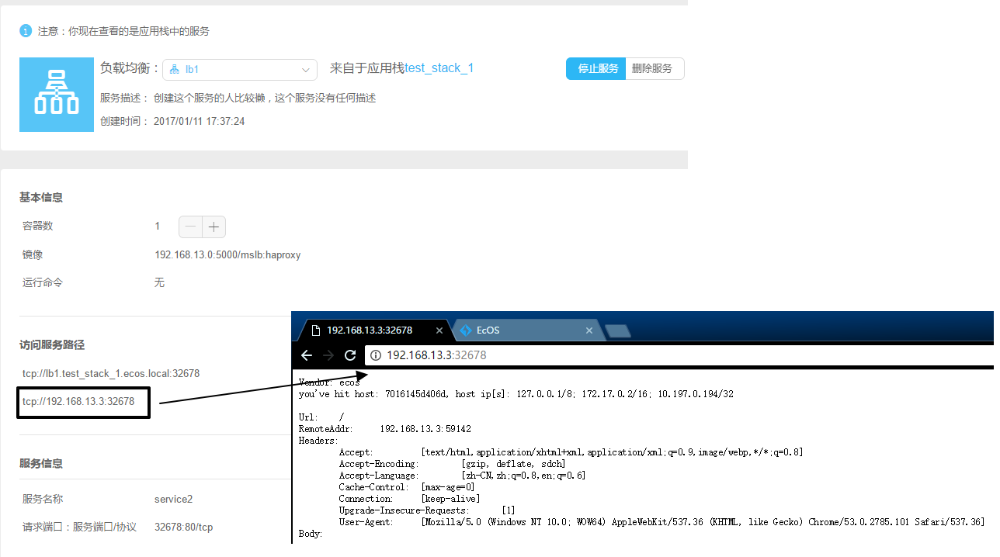 注意：你现在查看的是应用栈中的服务
负载均衡： lb1 来自于应用栈test_stack_1 停止服务 删除服务
服务描述： 创建这个服务的人比较懒，这个服务没有任何描述
创建时间： 2017/01/11 17:37:24
基本信息
容器数 1
镜像 192.168.13.0:5000/mslb:haproxy
运行命令 无
访问服务路径
tcp://lb1.test_stack_1.ecos.local:32678
tcp://192.168.13.3:32678
服务信息
服务名称 service2
请求端口：服务端口/协议 32678:80/tcp
192.168.13.3:32678 EcOS
192.168.13.3:32678
Vendor: ecos
you've hit host: 7016145d406d, host ip[s]: 127.0.0.1/8; 172.17.0.2/16; 10.197.0.194/32
Url: /
RemoteAddr: 192.168.13.3:59142
Headers:
Accept: [text/html,application/xhtml+xml,application/xml;q=0.9,image/webp,*/*;q=0.8]
Accept-Encoding: [gzip, deflate, sdch]
Accept-Language: [zh-CN,zh;q=0.8,en;q=0.6]
Cache-Control: [max-age=0]
Connection: [keep-alive]
Upgrade-Insecure-Requests: [1]
User-Agent: [Mozilla/5.0 (Windows NT 10.0; WOW64) AppleWebKit/537.36 (KHTML, like Gecko) Chrome/53.0.2785.101 Safari/537.36]
Body: